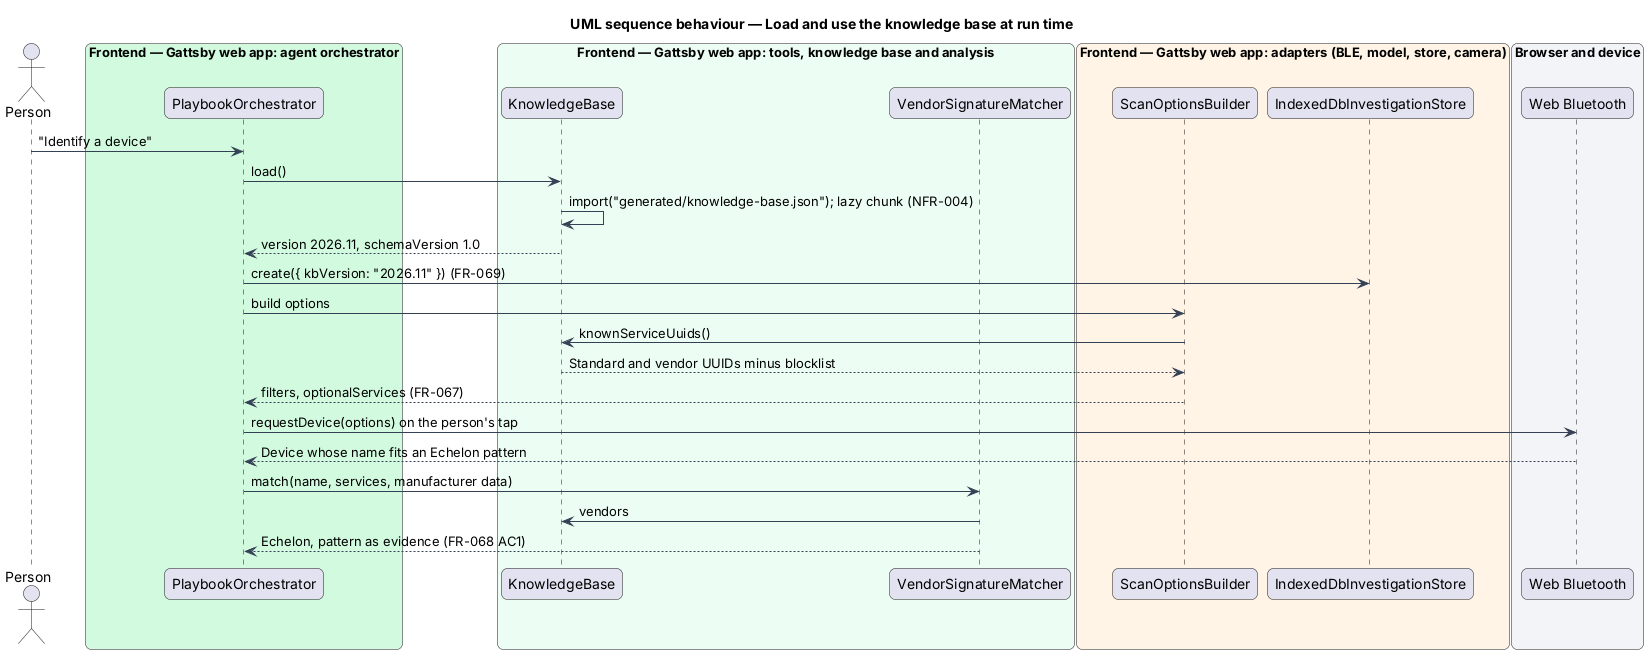 UML sequence behaviour — Load and use the knowledge base at run time
Frontend — Gattsby web app: agent orchestrator
Frontend — Gattsby web app: tools, knowledge base and analysis
Frontend — Gattsby web app: adapters (BLE, model, store, camera)
Browser and device
Person
PlaybookOrchestrator
KnowledgeBase
VendorSignatureMatcher
ScanOptionsBuilder
IndexedDbInvestigationStore
Web Bluetooth
"Identify a device"
load()
import("generated/knowledge-base.json"); lazy chunk (NFR-004)
version 2026.11, schemaVersion 1.0
create({ kbVersion: "2026.11" }) (FR-069)
build options
knownServiceUuids()
Standard and vendor UUIDs minus blocklist
filters, optionalServices (FR-067)
requestDevice(options) on the person's tap
Device whose name fits an Echelon pattern
match(name, services, manufacturer data)
vendors
Echelon, pattern as evidence (FR-068 AC1)
Person
PlaybookOrchestrator
KnowledgeBase
VendorSignatureMatcher
ScanOptionsBuilder
IndexedDbInvestigationStore
Web Bluetooth